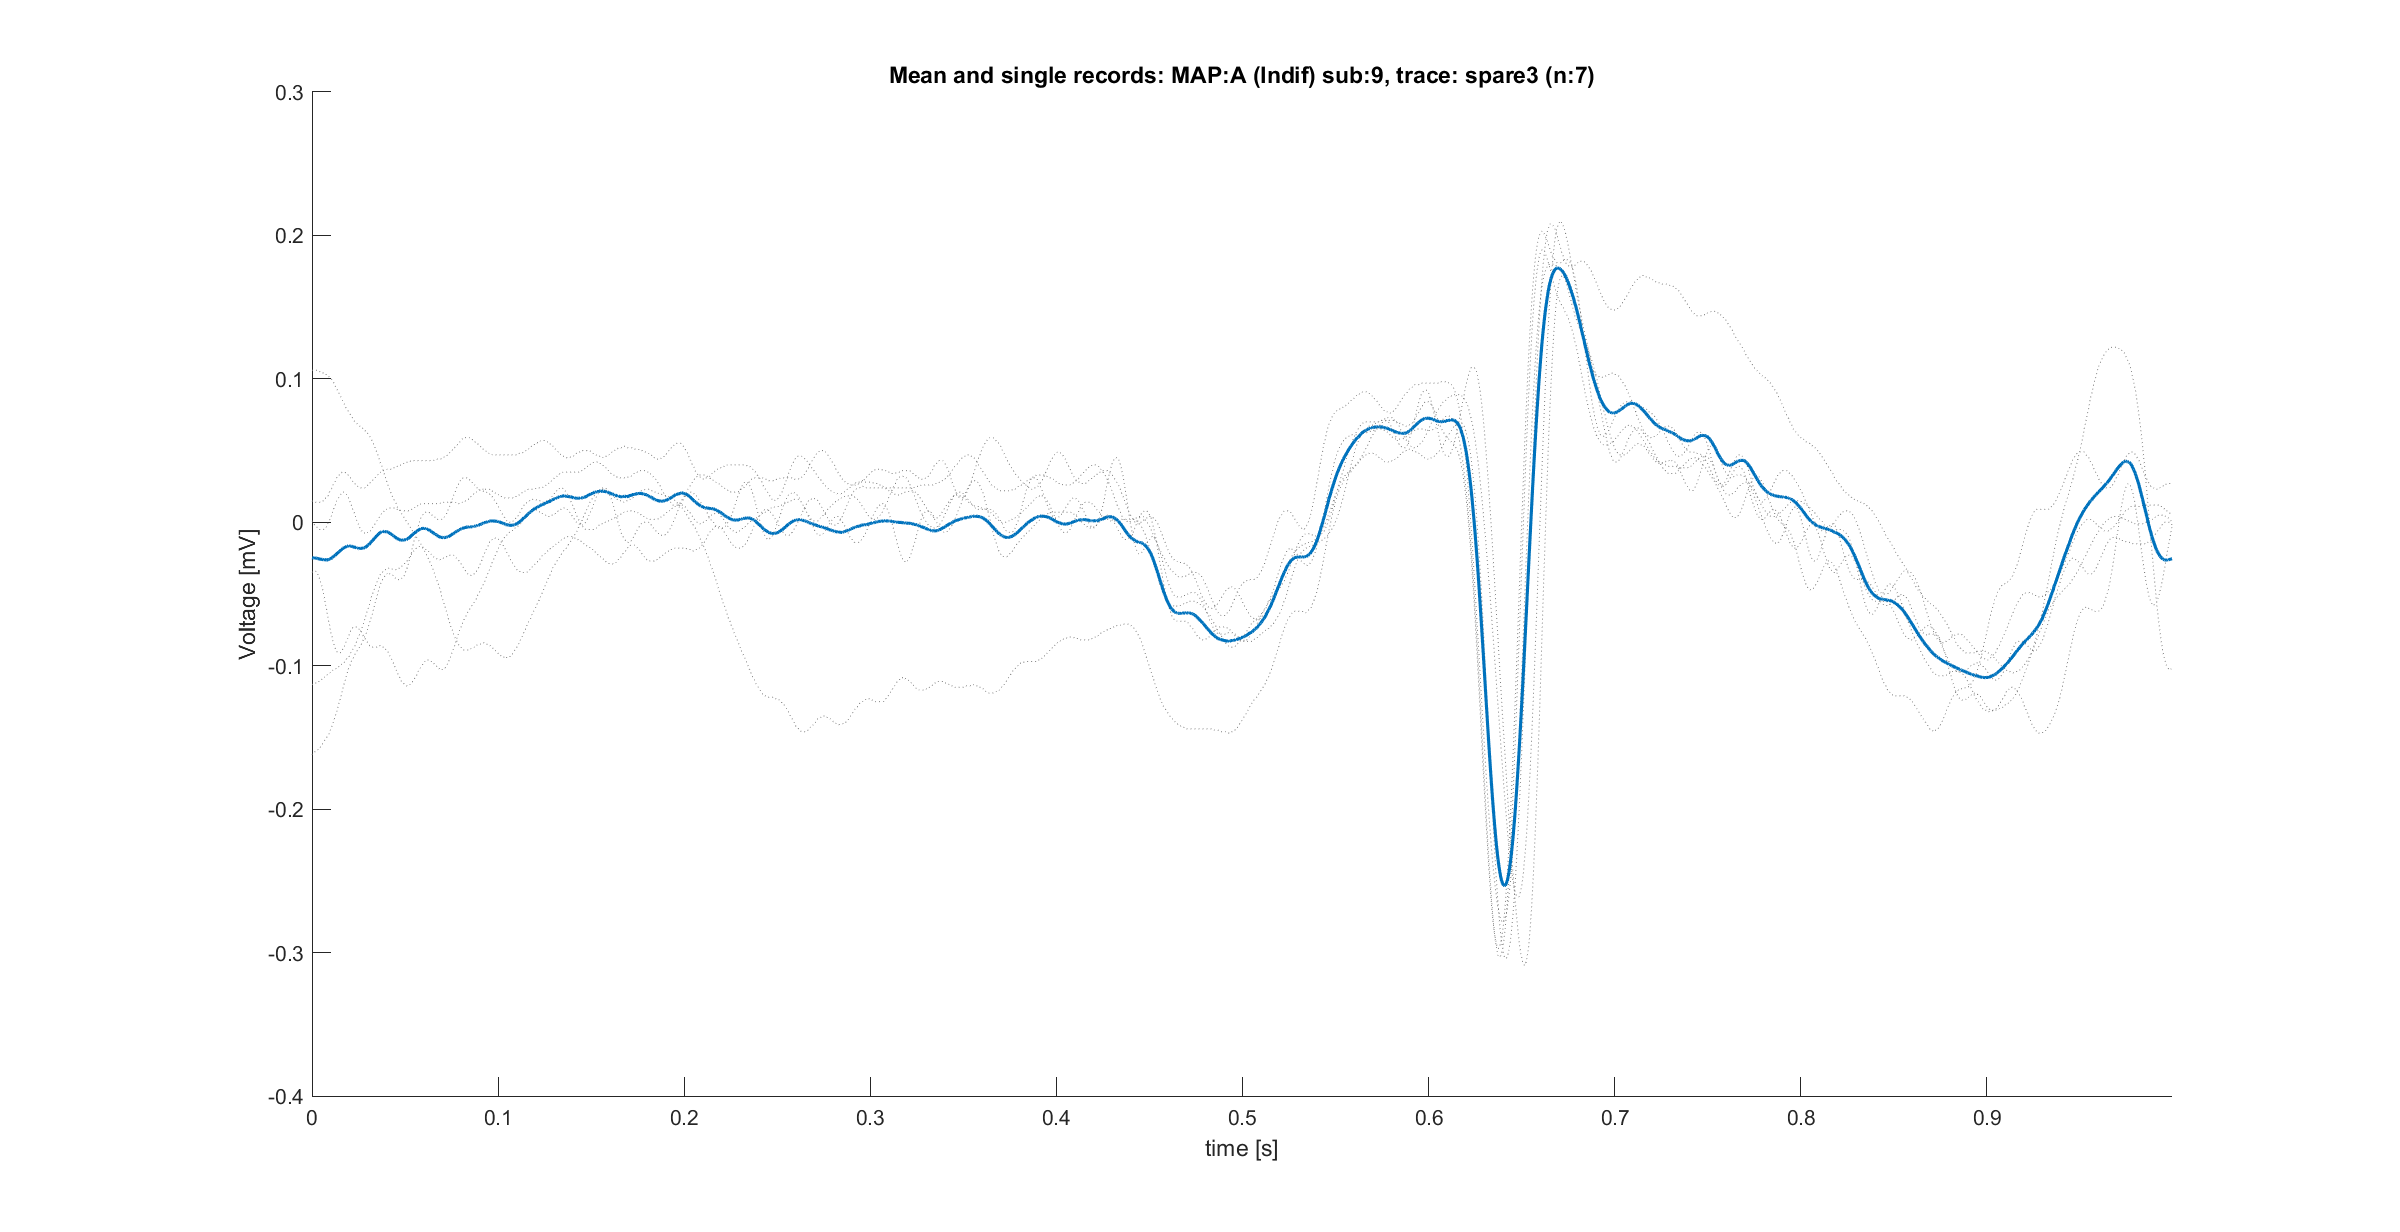 Mean and single records: MAP:A (Indif) sub:9, trace: spare3 (n:7)
0.3
0.2
0.1
0
-0.1
-0.2
-0.3
-0.4
Voltage [mV]
0 0.1 0.2 0.3 0.4 0.5 0.6 0.7 0.8 0.9
time [s]